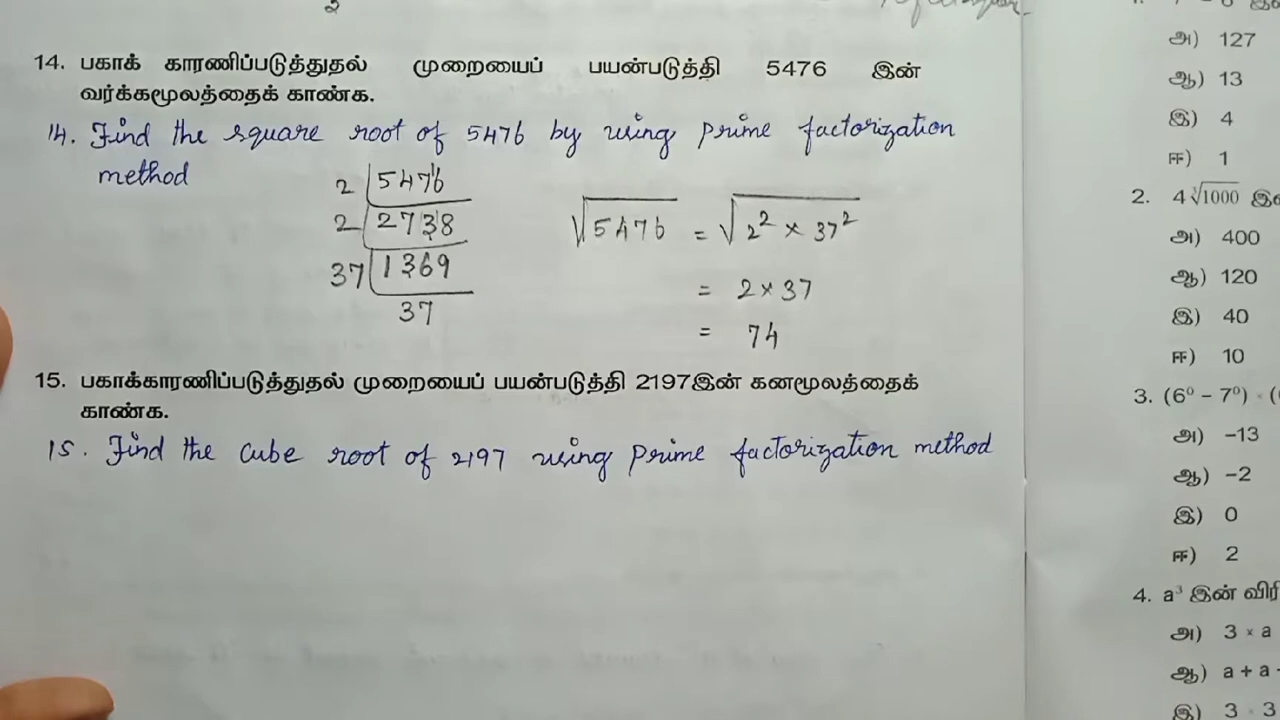 14. பகாக் காரணிப்படுத்துதல் முறையைப் பயன்படுத்தி 5476 இன்
வர்க்கமூலத்தைக் காண்க.
14. Find the square root of 5476 by using prime factorization
method
2 5476
2 2738
37 1369
37
√5476 = √2² × 37²
= 2 × 37
= 74
15. பகாக்காரணிப்படுத்துதல் முறையைப் பயன்படுத்தி 2197இன் கனமூலத்தைக்
காண்க.
15. Find the cube root of 2197 using prime factorization method
அ) 127
ஆ) 13
இ) 4
ஈ) 1
2. 4∛1000
அ) 400
ஆ) 120
இ) 40
ஈ) 10
3. (6⁰ – 7⁰)
அ) –13
ஆ) –2
இ) 0
ஈ) 2
4. a³ இன்
அ) 3 × a
ஆ) a + a
இ) 3 3